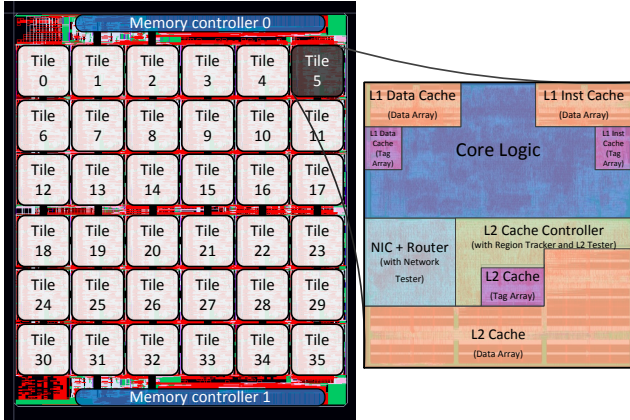 Memory controller 0
Tile 0
Tile 1
Tile 2
Tile 3
Tile 4
Tile 5
Tile 6
Tile 7
Tile 8
Tile 9
Tile 10
Tile 11
Tile 12
Tile 13
Tile 14
Tile 15
Tile 16
Tile 17
Tile 18
Tile 19
Tile 20
Tile 21
Tile 22
Tile 23
Tile 24
Tile 25
Tile 26
Tile 27
Tile 28
Tile 29
Tile 30
Tile 31
Tile 32
Tile 33
Tile 34
Tile 35
Memory controller 1
L1 Data Cache
(Data Array)
L1 Inst Cache
(Data Array)
L1 Data
Cache
(Tag
Array)
Core Logic
L1 Inst
Cache
(Tag
Array)
NIC + Router
(with Network
Tester)
L2 Cache Controller
(with Region Tracker and L2 Tester)
L2 Cache
(Tag Array)
L2 Cache
(Data Array)